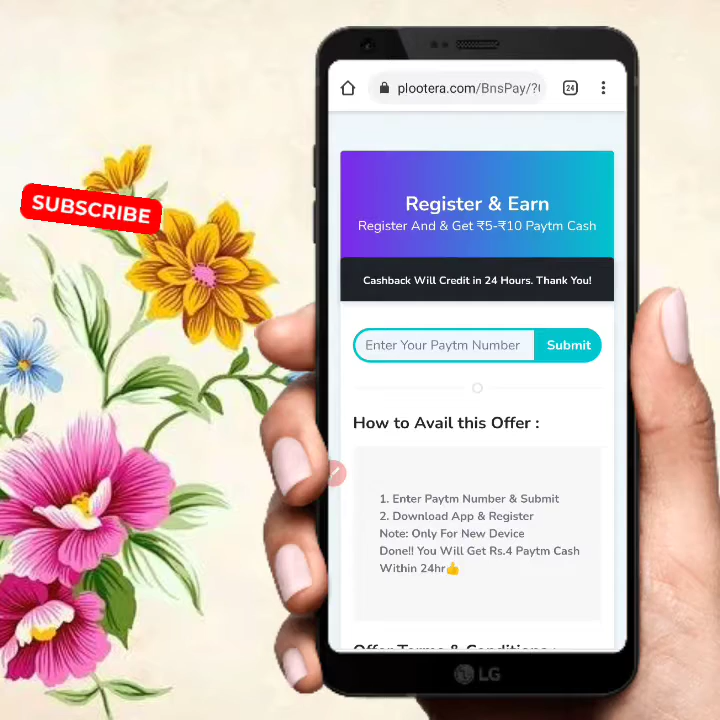 plootera.com/BnsPay/?
24
SUBSCRIBE
Register & Earn
Register And & Get ₹5-₹10 Paytm Cash
Cashback Will Credit in 24 Hours. Thank You!
Enter Your Paytm Number
Submit
How to Avail this Offer :
1. Enter Paytm Number & Submit
2. Download App & Register
Note: Only For New Device
Done!! You Will Get Rs.4 Paytm Cash
Within 24hr👍
Offer Terms & Conditions :
LG